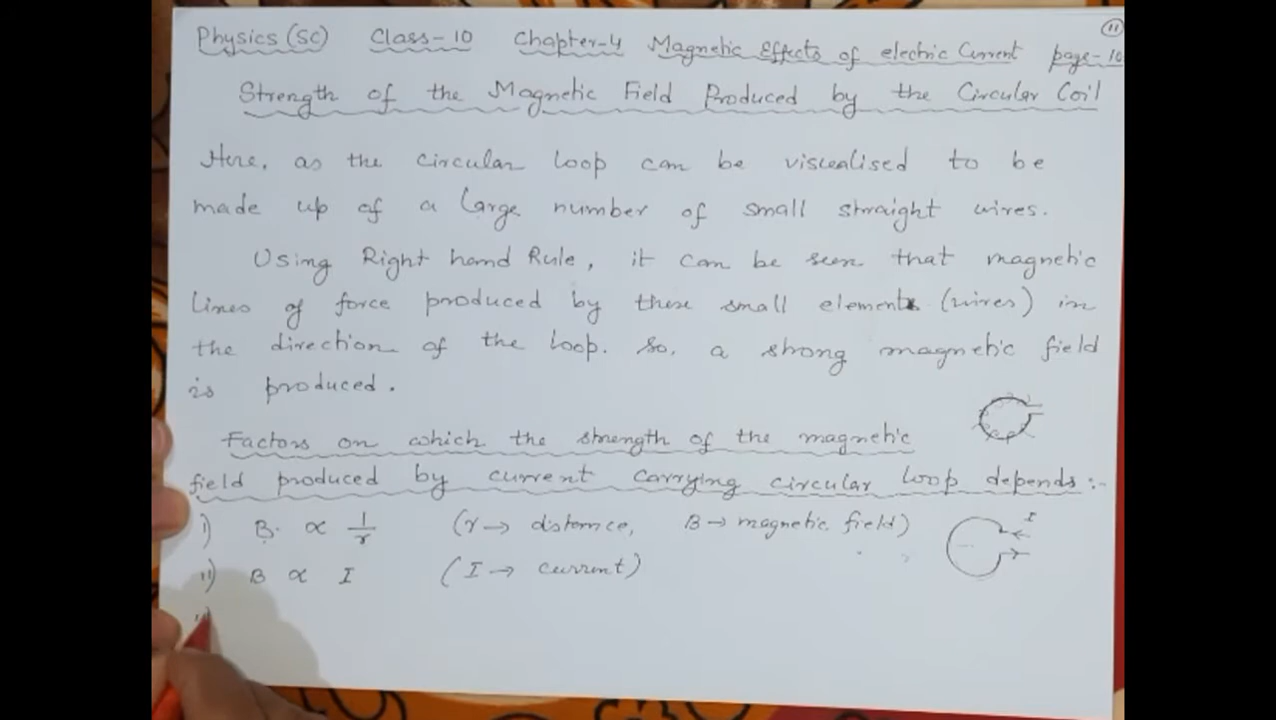 11
Physics (SC) Class-10 Chapter-4 Magnetic Effects of electric Current page-10
Strength of the Magnetic Field Produced by the Circular Coil
Here, as the circular loop can be visualised to be
made up of a large number of small straight wires.
Using Right hand Rule, it can be seen that magnetic
lines of force produced by these small elements (wires) in
the direction of the loop. So, a strong magnetic field
is produced.
Factors on which the strength of the magnetic
field produced by current carrying circular loop depends :-
i) B ∝ 1/r (r → distance, B → magnetic field)
I
ii) B ∝ I (I → current)